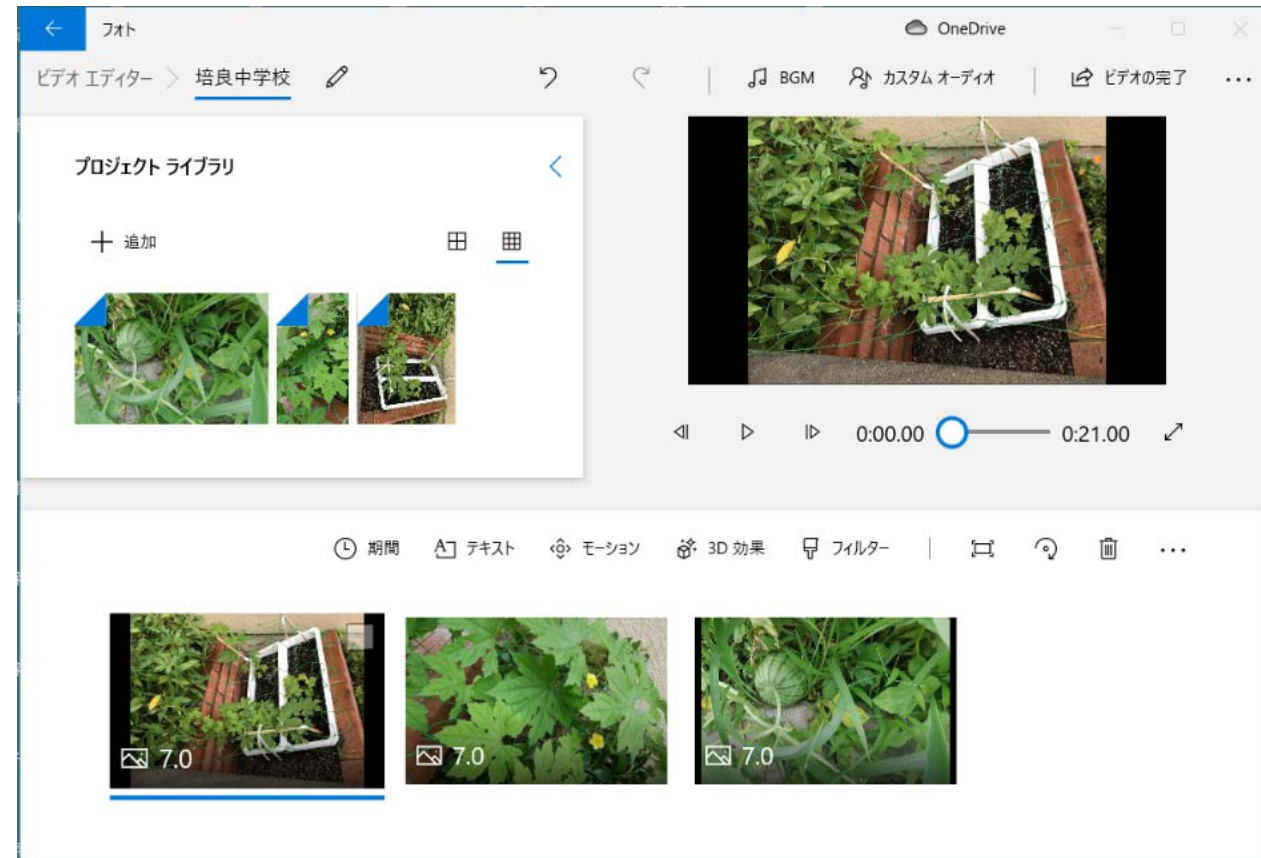 フォト
OneDrive
ビデオ エディター > 培良中学校
BGM
カスタム オーディオ
ビデオの完了
プロジェクト ライブラリ
追加
0:00.00
0:21.00
期間
テキスト
モーション
3D 効果
フィルター
7.0
7.0
7.0